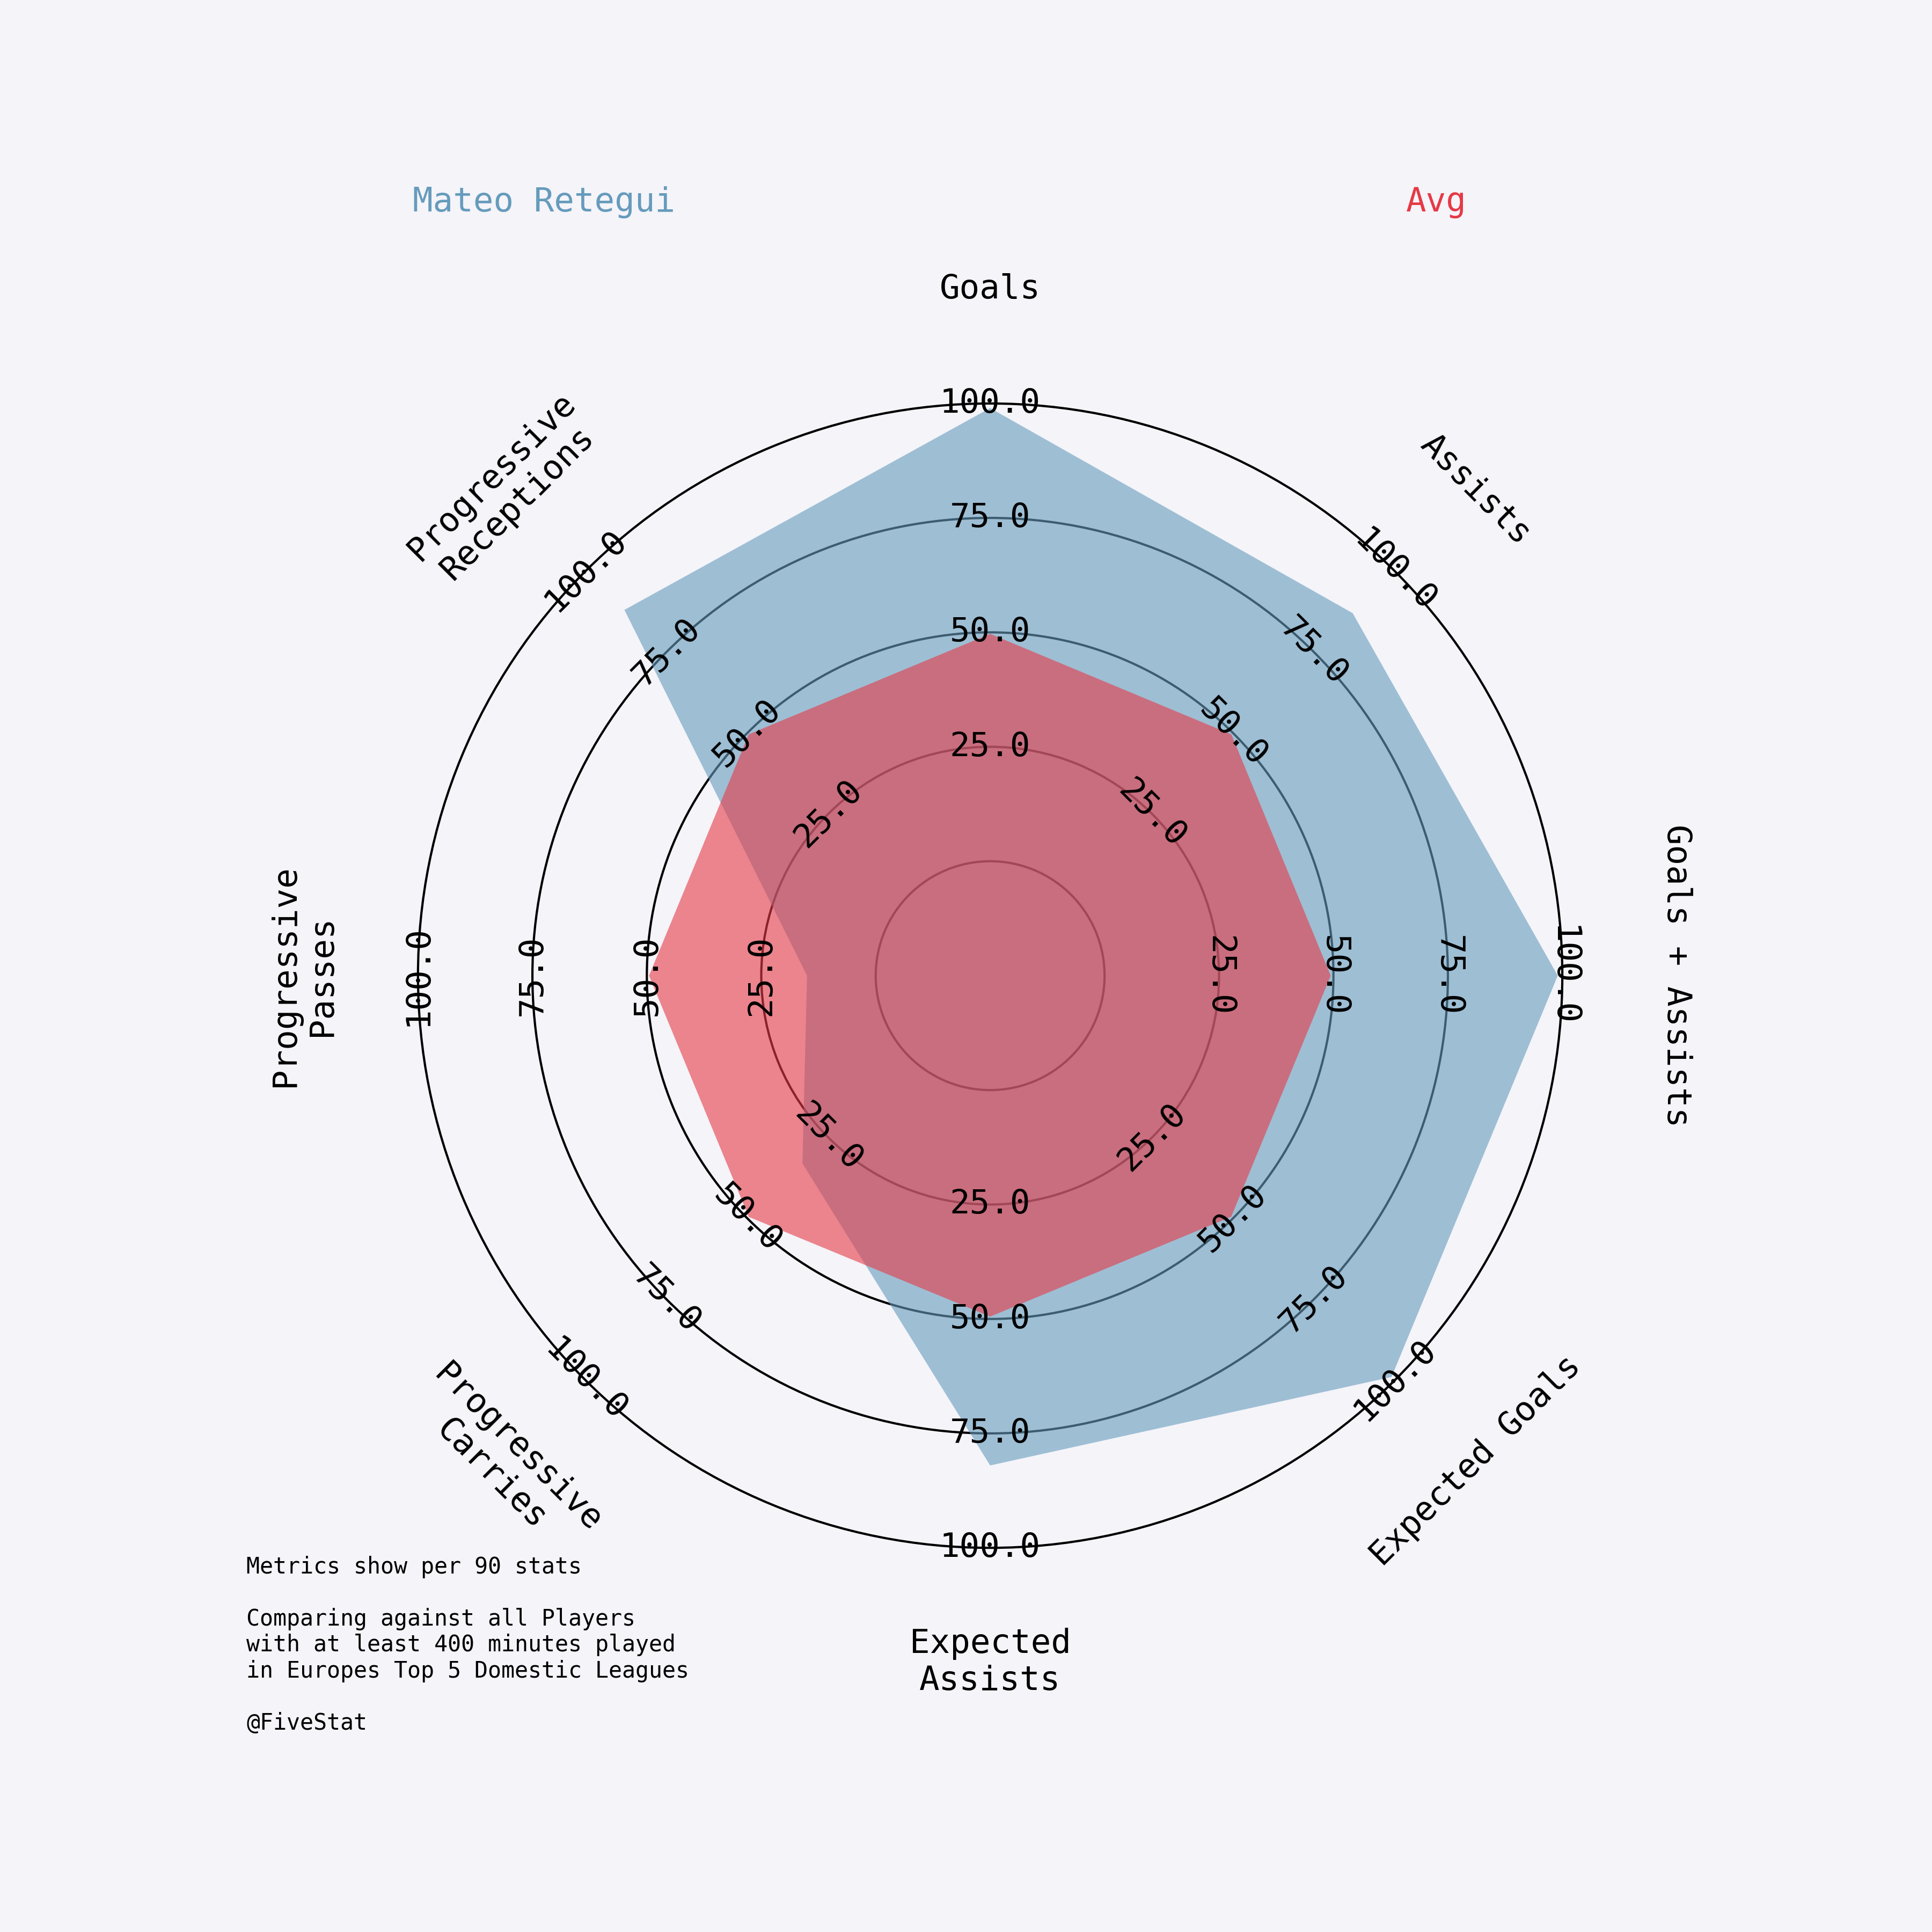 Mateo Retegui
Avg
Goals
Assists
Goals + Assists
Expected Goals
Expected
Assists
Progressive
Carries
Progressive
Passes
Progressive
Receptions
25.0
50.0
75.0
100.0
25.0
50.0
75.0
100.0
25.0
50.0
75.0
100.0
25.0
50.0
75.0
100.0
25.0
50.0
75.0
100.0
25.0
50.0
75.0
100.0
25.0
50.0
75.0
100.0
25.0
50.0
75.0
100.0
Metrics show per 90 stats
Comparing against all Players
with at least 400 minutes played
in Europes Top 5 Domestic Leagues
@FiveStat